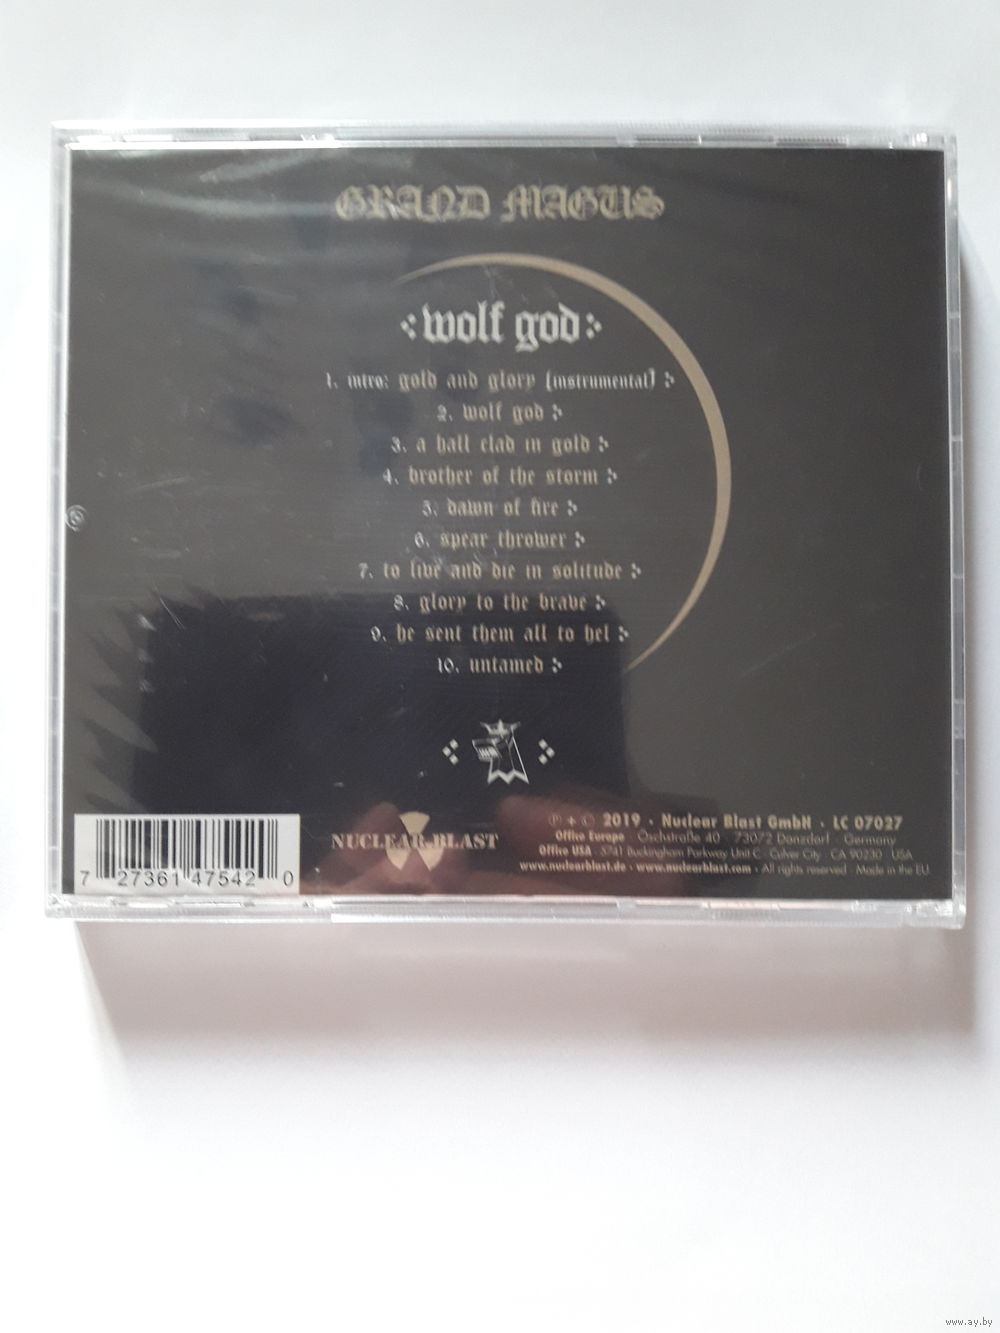 GRAND MAGUS
wolf god
1. intro: gold and glory (instrumental)
2. wolf god
3. a hall clad in gold
4. brother of the storm
5. dawn of fire
6. spear thrower
7. to live and die in solitude
8. glory to the brave
9. he sent them all to hel
10. untamed
NUCLEAR BLAST
℗ + © 2019 · Nuclear Blast GmbH · LC 07027
Office Europe · Oeschstraße 40 · 73072 Donzdorf · Germany
Office USA · 5741 Buckingham Parkway Unit C · Culver City · CA 90230 · USA
www.nuclearblast.de · www.nuclearblast.com · All rights reserved · Made in the EU
7 27361 47542 0
www.ay.by